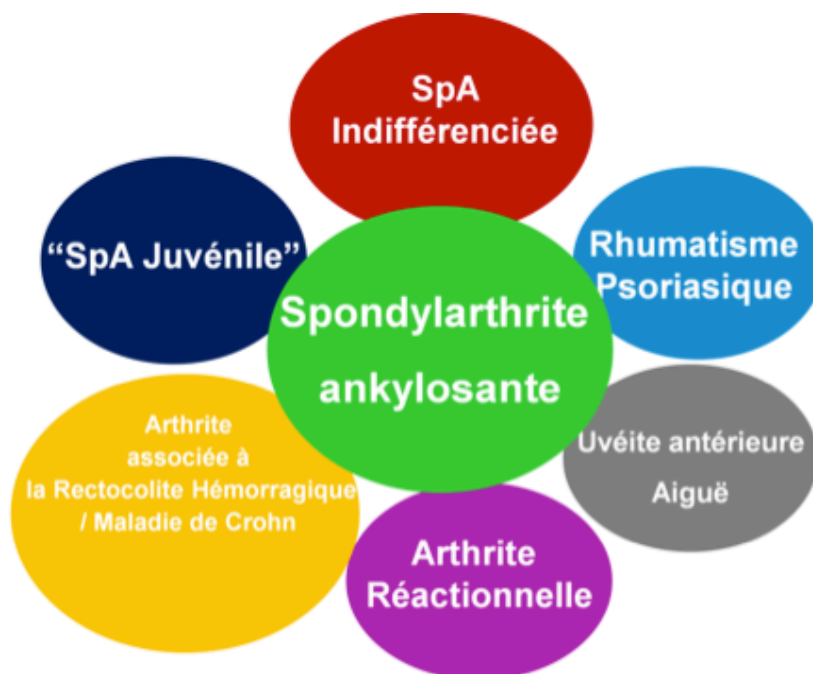 SpA
Indifférenciée
“SpA Juvénile”
Rhumatisme
Psoriasique
Spondylarthrite
ankylosante
Arthrite
associée à
la Rectocolite Hémorragique
/ Maladie de Crohn
Uvéite antérieure
Aiguë
Arthrite
Réactionnelle